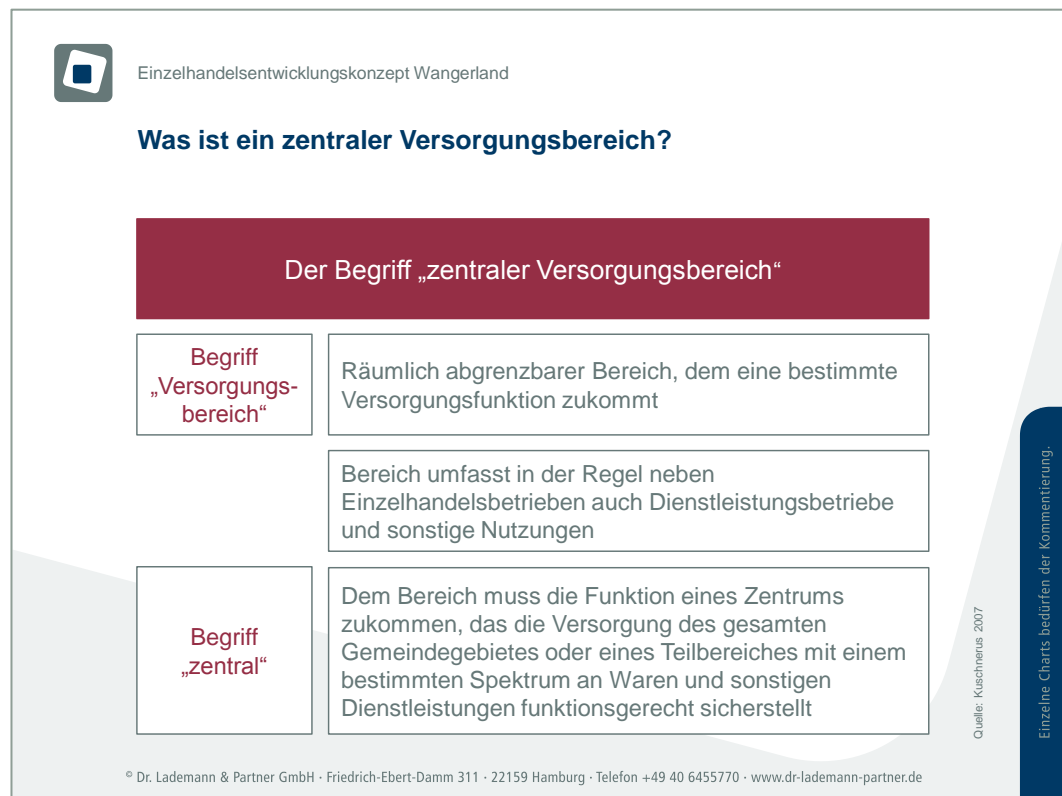 Einzelhandelsentwicklungskonzept Wangerland
Was ist ein zentraler Versorgungsbereich?
Der Begriff „zentraler Versorgungsbereich“
Begriff
„Versorgungs-
bereich“
Räumlich abgrenzbarer Bereich, dem eine bestimmte
Versorgungsfunktion zukommt
Bereich umfasst in der Regel neben
Einzelhandelsbetrieben auch Dienstleistungsbetriebe
und sonstige Nutzungen
Begriff
„zentral“
Dem Bereich muss die Funktion eines Zentrums
zukommen, das die Versorgung des gesamten
Gemeindegebietes oder eines Teilbereiches mit einem
bestimmten Spektrum an Waren und sonstigen
Dienstleistungen funktionsgerecht sicherstellt
Quelle: Kuschnerus 2007
Einzelne Charts bedürfen der Kommentierung.
© Dr. Lademann & Partner GmbH · Friedrich-Ebert-Damm 311 · 22159 Hamburg · Telefon +49 40 6455770 · www.dr-lademann-partner.de